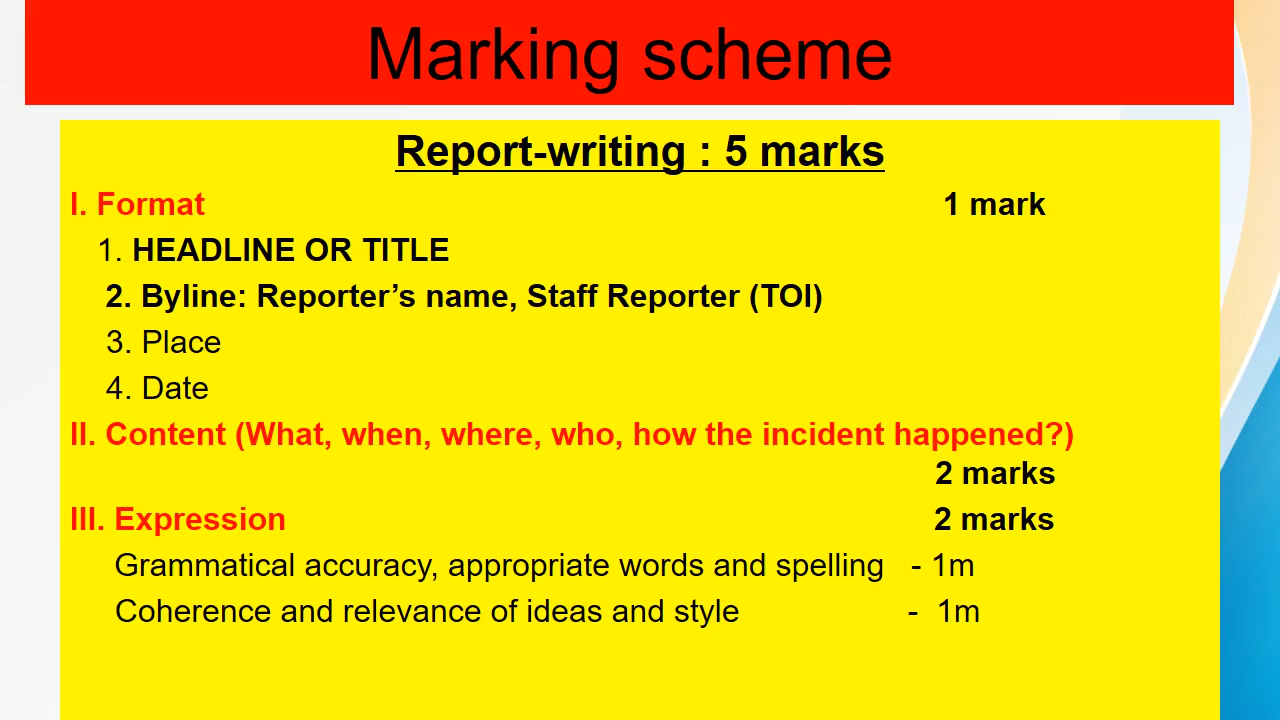 Marking scheme
Report-writing : 5 marks
I. Format 1 mark
1. HEADLINE OR TITLE
2. Byline: Reporter’s name, Staff Reporter (TOI)
3. Place
4. Date
II. Content (What, when, where, who, how the incident happened?)
2 marks
III. Expression 2 marks
Grammatical accuracy, appropriate words and spelling - 1m
Coherence and relevance of ideas and style - 1m